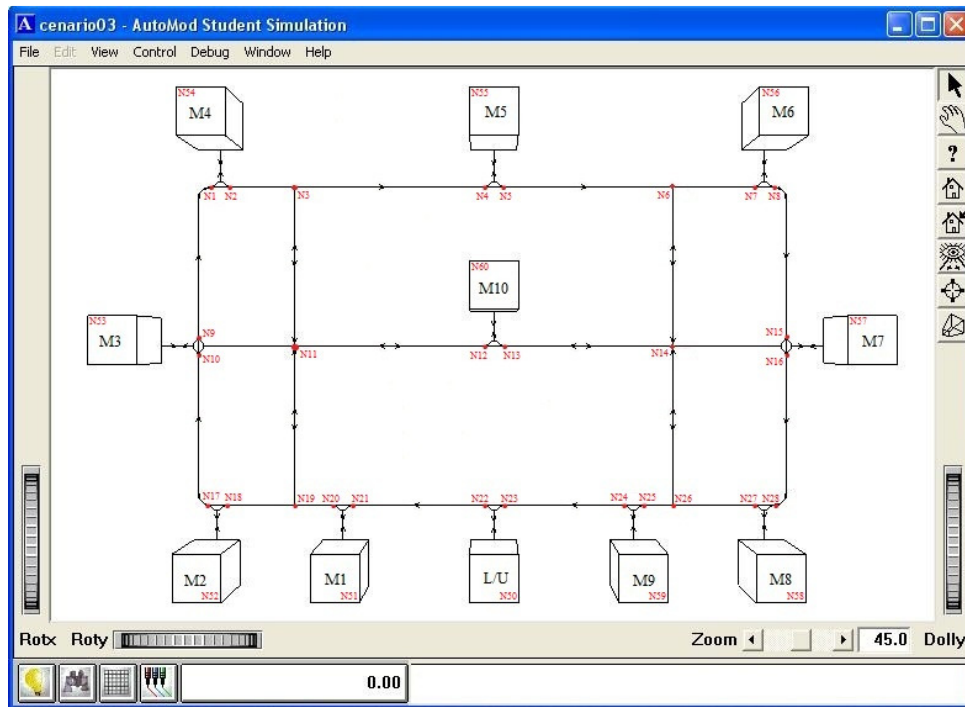 A cenario03 - AutoMod Student Simulation
File Edit View Control Debug Window Help
N54 N55 N56
M4 M5 M6
N1 N2 N3 N4 N5 N6 N7 N8
N60
M10
N53 N9 N15 N57
M3 M7
N10 N11 N12 N13 N14 N16
N17 N18 N19 N20 N21 N22 N23 N24 N25 N26 N27 N28
M2 M1 L/U M9 M8
N52 N51 N50 N59 N58
?
Rotx Roty Zoom 45.0 Dolly
0.00